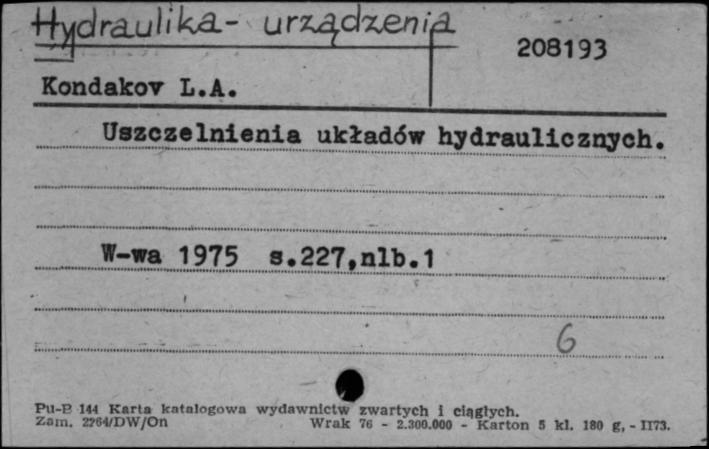 Hydraulika - urządzenia
208193
Kondakov L.A.
Uszczelnienia układów hydraulicznych.
W-wa 1975 s.227,nlb.1
6
Pu-B 144 Karta katalogowa wydawnictw zwartych i ciągłych.
Zam. 2264/DW/On Wrak 76 - 2.300.000 - Karton 5 kl. 180 g, - II73.